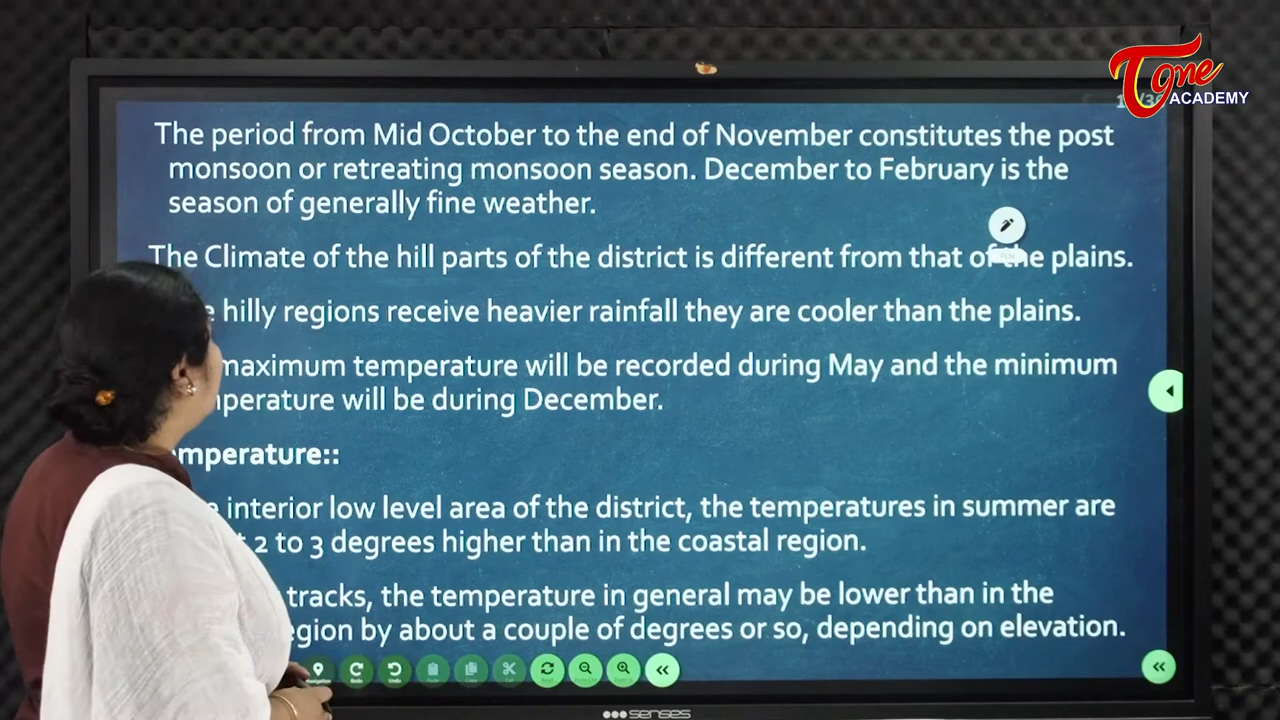 Tone
ACADEMY
The period from Mid October to the end of November constitutes the post
monsoon or retreating monsoon season. December to February is the
season of generally fine weather.
The Climate of the hill parts of the district is different from that of the plains.
hilly regions receive heavier rainfall they are cooler than the plains.
maximum temperature will be recorded during May and the minimum
mperature will be during December.
emperature::
interior low level area of the district, the temperatures in summer are
2 to 3 degrees higher than in the coastal region.
tracks, the temperature in general may be lower than in the
egion by about a couple of degrees or so, depending on elevation.
Navigation Redo Undo
senses